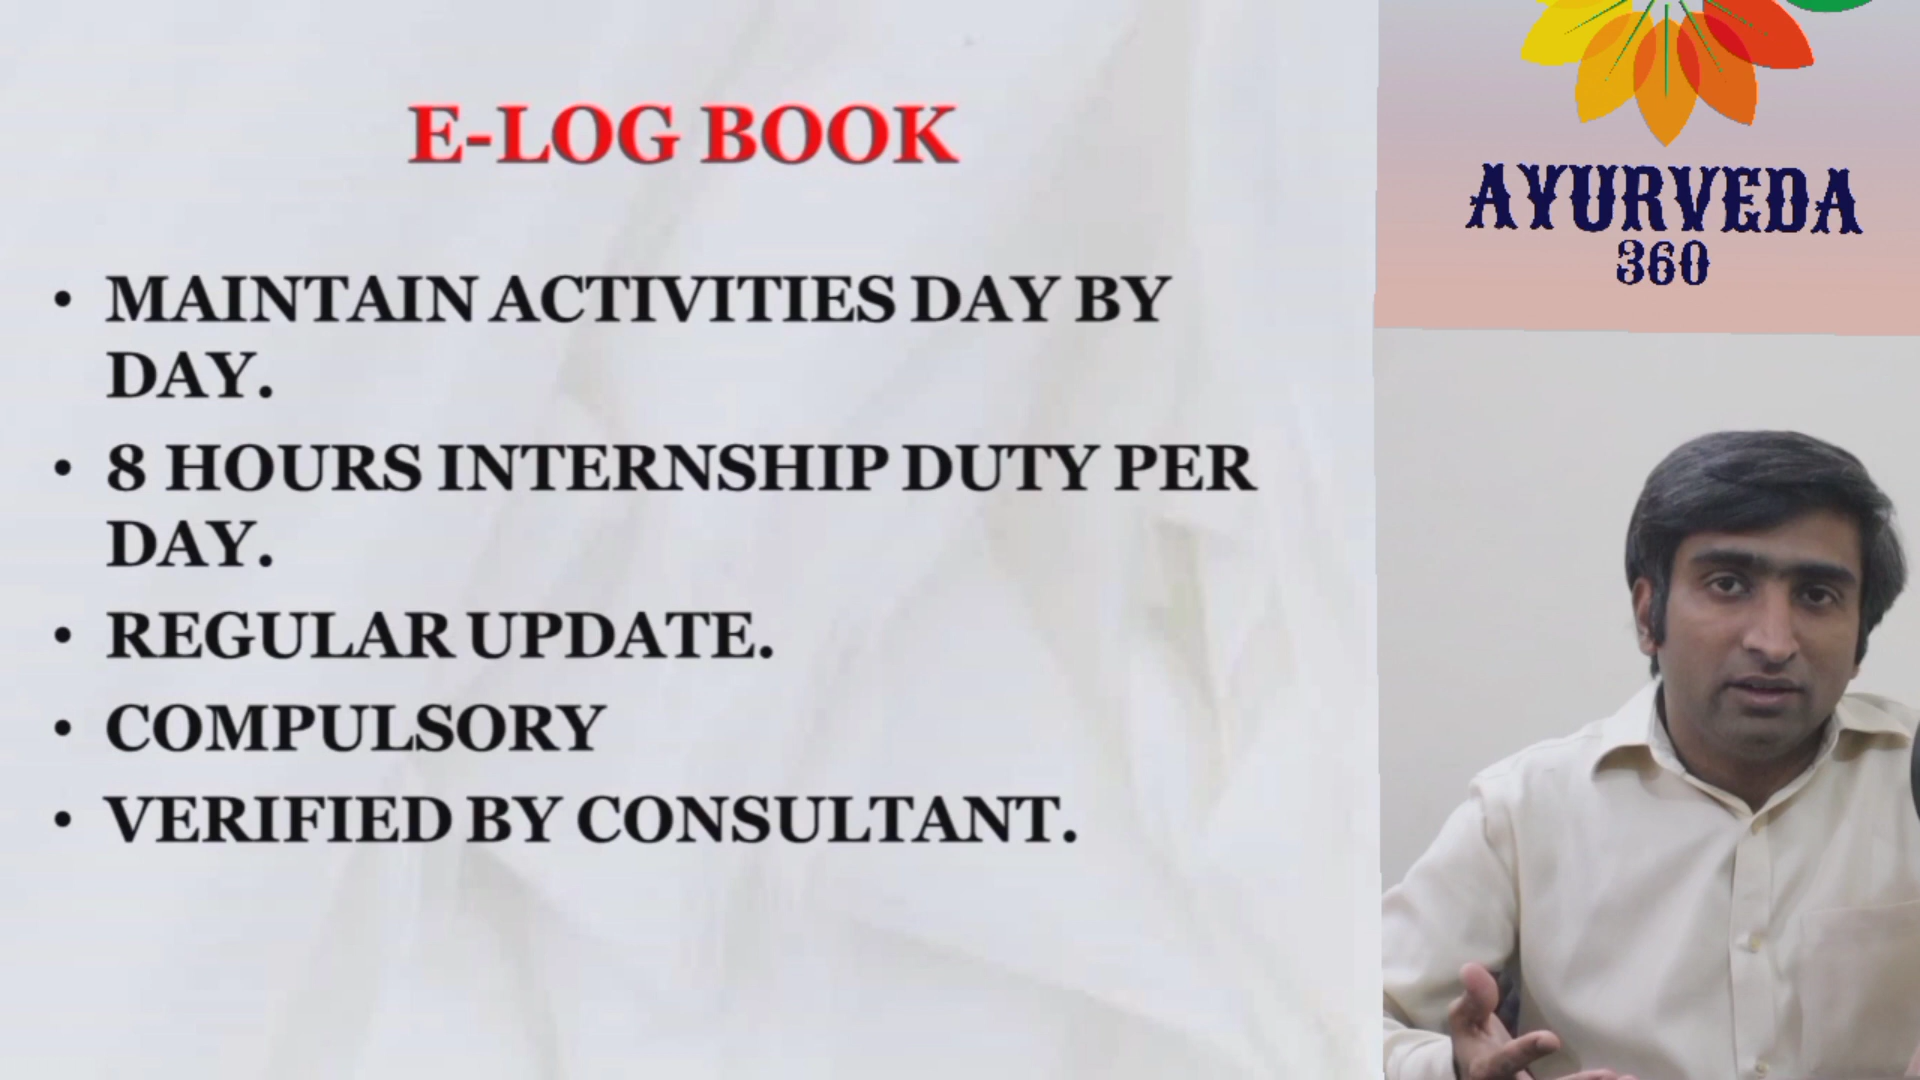 E-LOG BOOK
• MAINTAIN ACTIVITIES DAY BY
DAY.
• 8 HOURS INTERNSHIP DUTY PER
DAY.
• REGULAR UPDATE.
• COMPULSORY
• VERIFIED BY CONSULTANT.
AYURVEDA
360